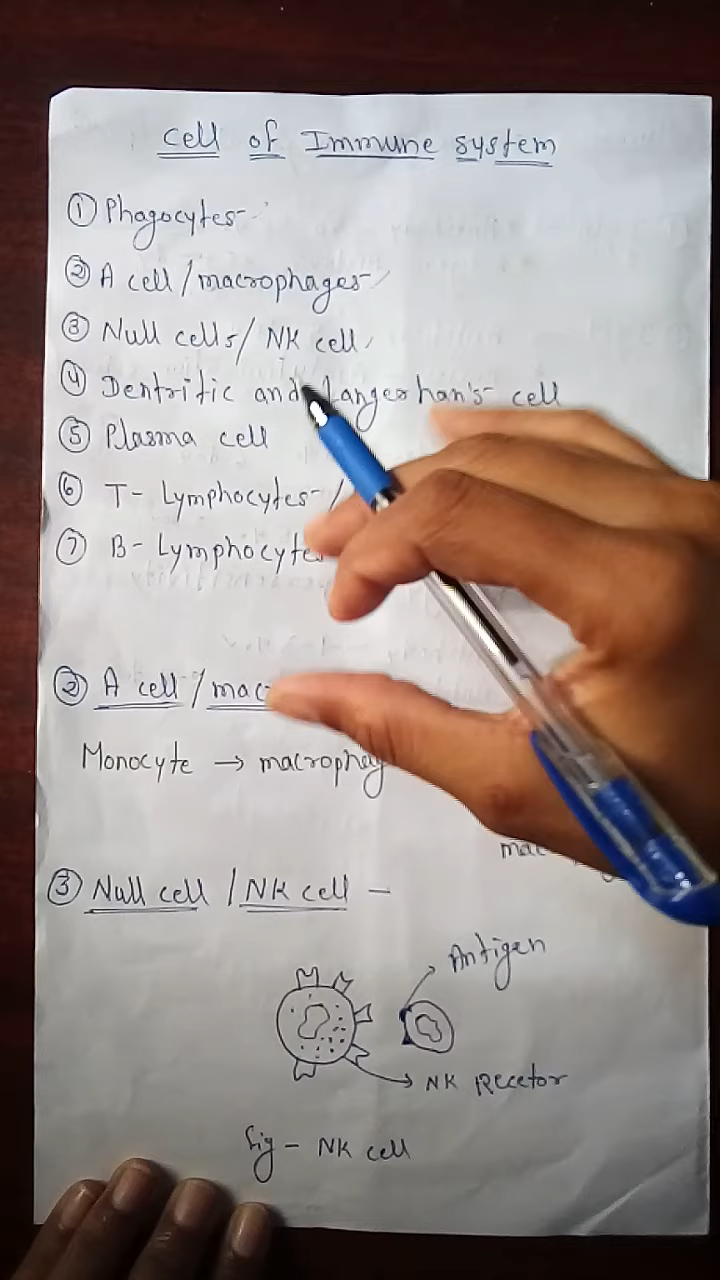 Cell of Immune system
① Phagocytes-
② A cell / macrophages-
③ Null cells / NK cell
④ Dentritic and Langerhan's- cell
⑤ Plasma cell
⑥ T- Lymphocytes- /
⑦ B- Lymphocyte
② A cell / mac
Monocyte → macrophag
mac
③ Null cell / NK cell -
Antigen
NK Recetor
fig - NK cell